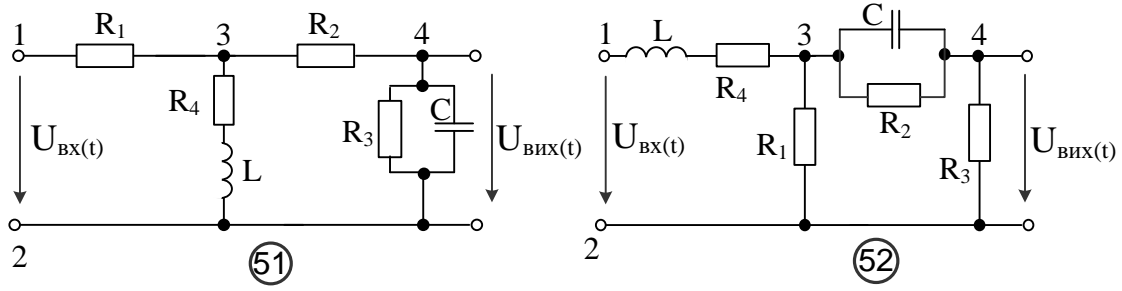 1 R₁ 3 R₂ 4
R₄
R₃ C
Uвх(t)
Uвих(t)
L
2
51
1 L R₄ 3 C 4
R₂
Uвх(t)
R₁
R₃
Uвих(t)
2
52